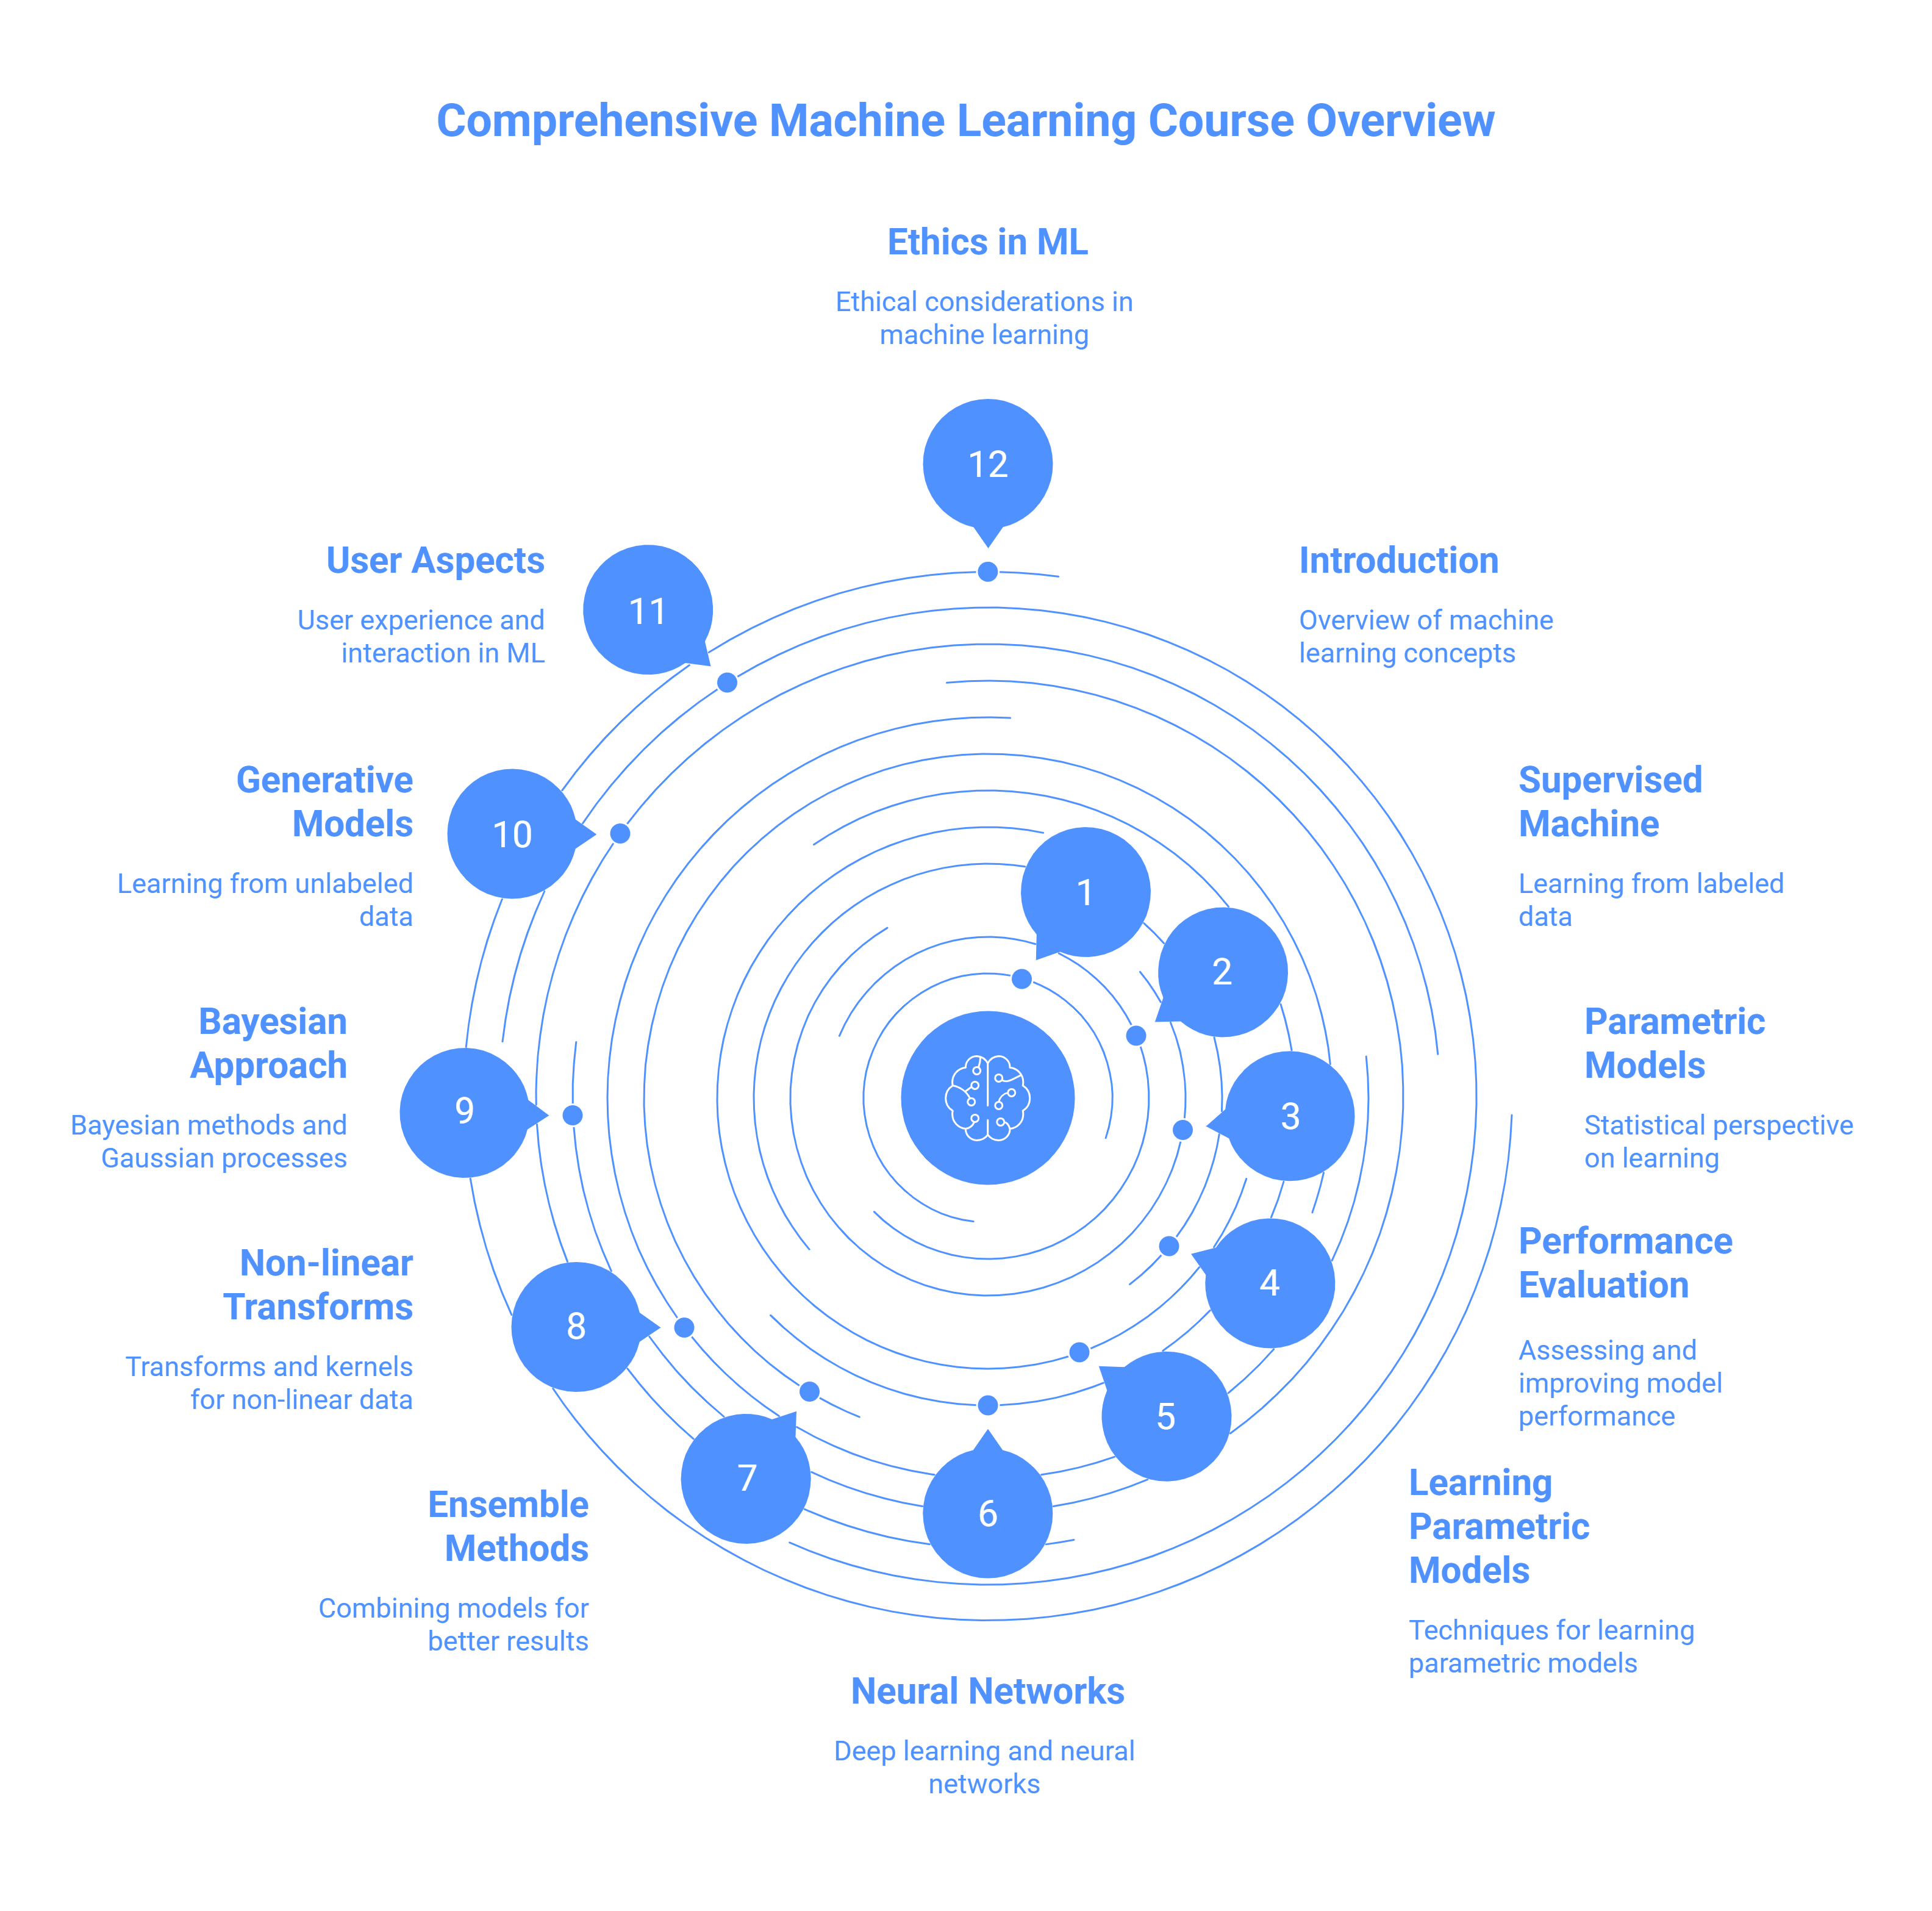 Comprehensive Machine Learning Course Overview
Ethics in ML
Ethical considerations in
machine learning
12
User Aspects
User experience and
interaction in ML
11
Introduction
Overview of machine
learning concepts
Generative
Models
Learning from unlabeled
data
10
1
Supervised
Machine
Learning from labeled
data
2
Bayesian
Approach
Bayesian methods and
Gaussian processes
9
3
Parametric
Models
Statistical perspective
on learning
Non-linear
Transforms
Transforms and kernels
for non-linear data
8
4
Performance
Evaluation
Assessing and
improving model
performance
5
7
6
Ensemble
Methods
Combining models for
better results
Learning
Parametric
Models
Techniques for learning
parametric models
Neural Networks
Deep learning and neural
networks